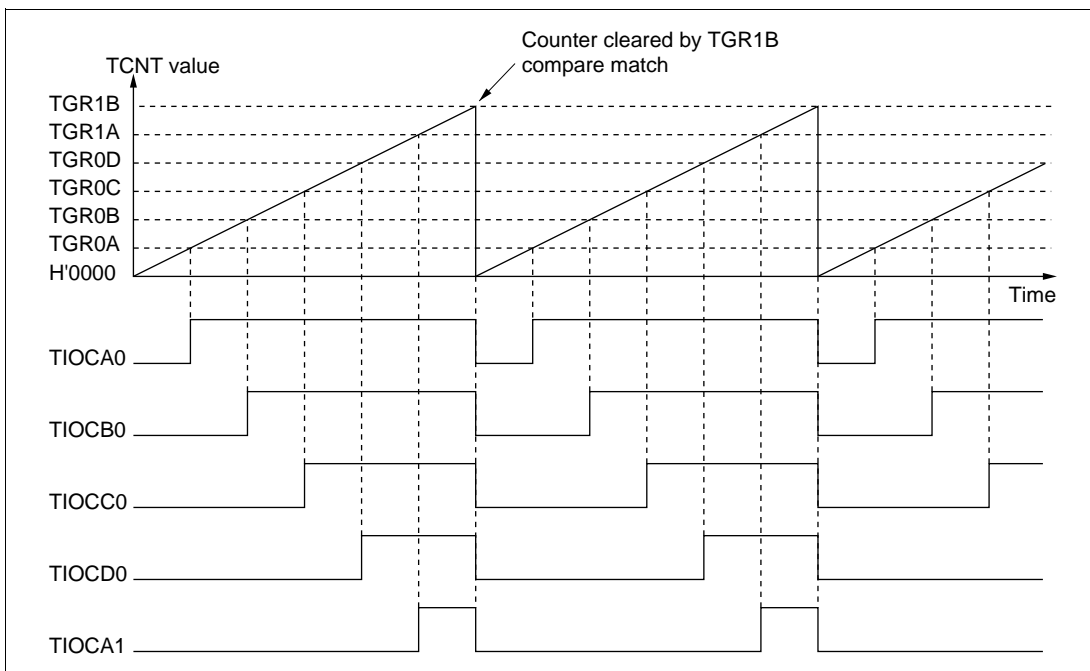 Counter cleared by TGR1B
compare match
TCNT value
TGR1B
TGR1A
TGR0D
TGR0C
TGR0B
TGR0A
H'0000
Time
TIOCA0
TIOCB0
TIOCC0
TIOCD0
TIOCA1